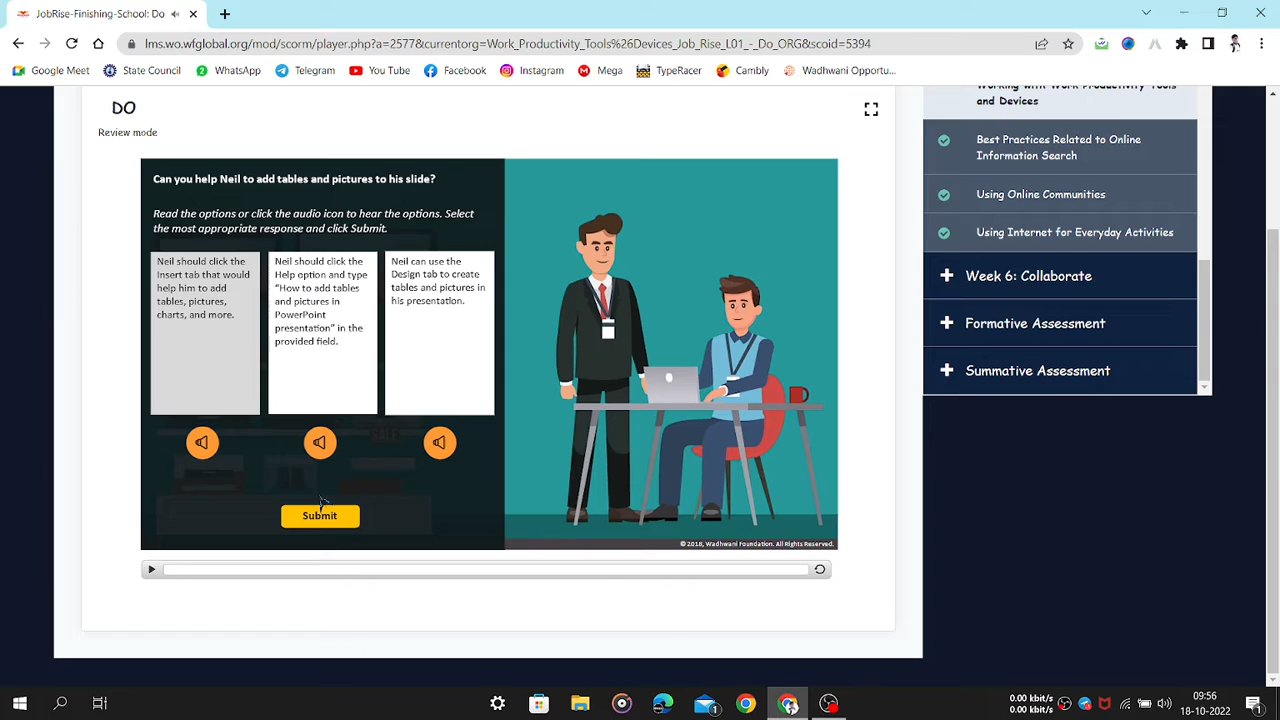 JobRise-Finishing-School: Do
lms.wo.wfglobal.org/mod/scorm/player.php?a=2577&currentorg=Work_Productivity_Tools%26Devices_Job_Rise_L01_-_Do_ORG&scoid=5394
Google Meet State Council WhatsApp Telegram You Tube Facebook Instagram Mega TypeRacer Cambly Wadhwani Opportu...
DO
Review mode
Can you help Neil to add tables and pictures to his slide?
Read the options or click the audio icon to hear the options. Select
the most appropriate response and click Submit.
Neil should click the
Insert tab that would
help him to add
tables, pictures,
charts, and more.
Neil should click the
Help option and type
“How to add tables
and pictures in
PowerPoint
presentation” in the
provided field.
Neil can use the
Design tab to create
tables and pictures in
his presentation.
Submit
© 2018, Wadhwani Foundation. All Rights Reserved.
Working with Work Productivity Tools
and Devices
Best Practices Related to Online
Information Search
Using Online Communities
Using Internet for Everyday Activities
Week 6: Collaborate
Formative Assessment
Summative Assessment
0.00 kbit/s
0.00 kbit/s
09:56
18-10-2022